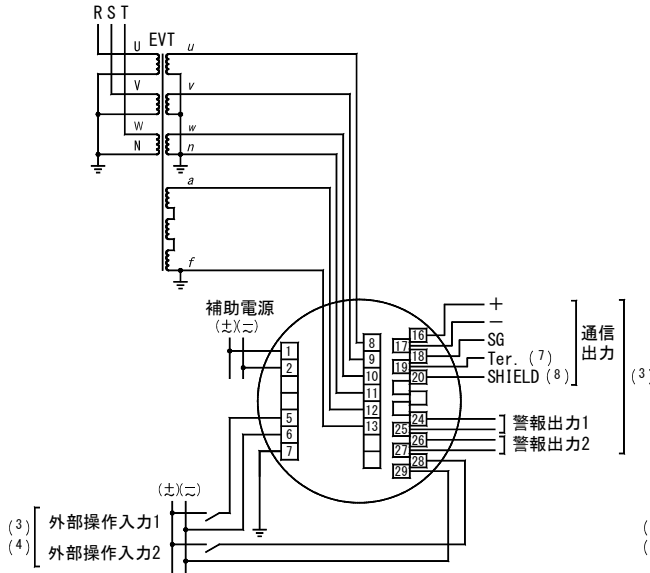 R S T
EVT
U
u
V
v
W
w
N
n
a
f
補助電源
(±)(≂)
1
2
5
6
7
8
9
10
11
12
13
16
17
18
19
20
24
25
26
27
28
29
+
−
SG
Ter. (7)
SHIELD (8)
通信
出力
(3)
警報出力1
警報出力2
(±)(≂)
(3)
(4)
外部操作入力1
外部操作入力2